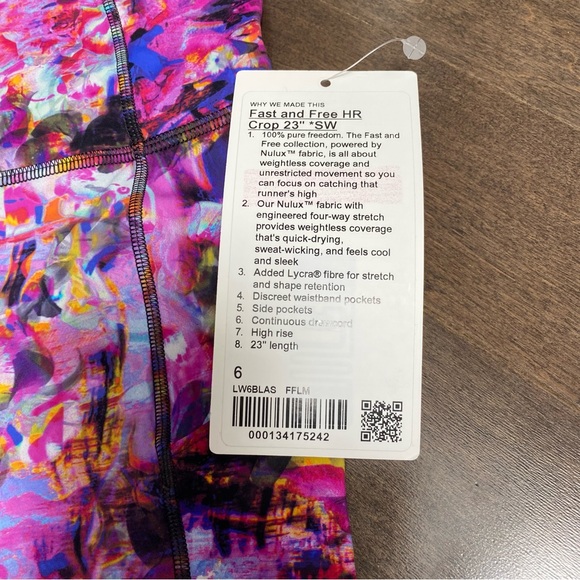 WHY WE MADE THIS
Fast and Free HR
Crop 23" *SW
1. 100% pure freedom. The Fast and
Free collection, powered by
Nulux™ fabric, is all about
weightless coverage and
unrestricted movement so you
can focus on catching that
runner's high
2. Our Nulux™ fabric with
engineered four-way stretch
provides weightless coverage
that's quick-drying,
sweat-wicking, and feels cool
and sleek
3. Added Lycra® fibre for stretch
and shape retention
4. Discreet waistband pockets
5. Side pockets
6. Continuous draw cord
7. High rise
8. 23" length
6
LW6BLAS FFLM
000134175242